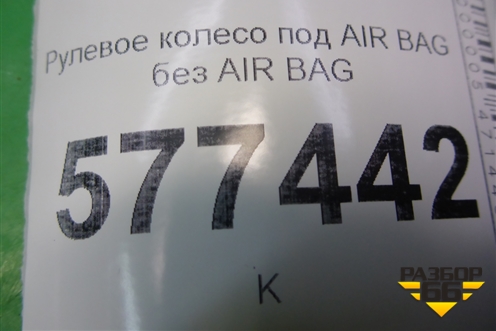 Рулевое колесо под AIR BAG
без AIR BAG
577442
К
РАЗБОР
66